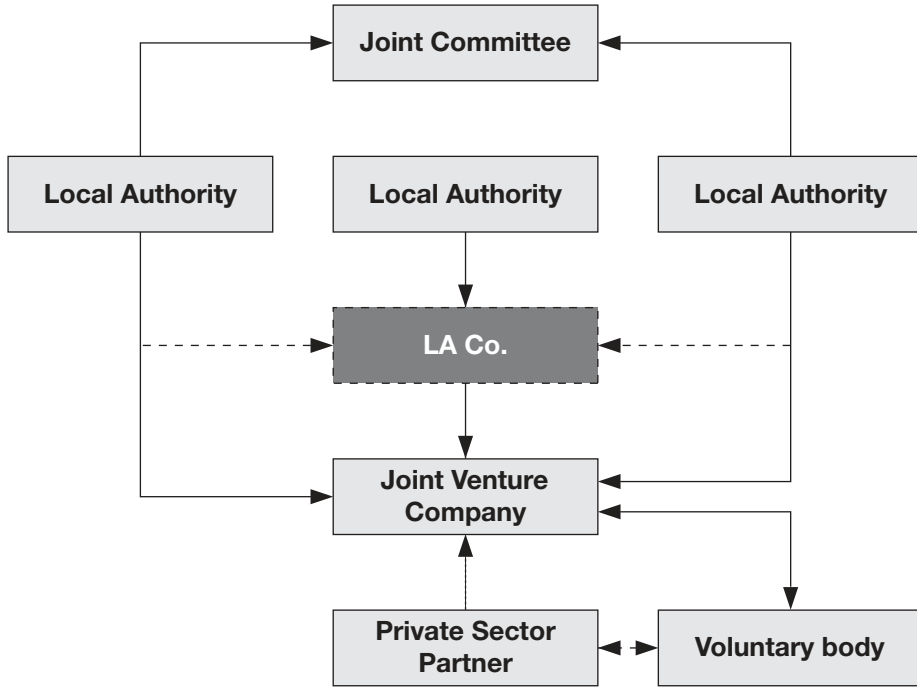 Joint Committee
Local Authority
Local Authority
Local Authority
LA Co.
Joint Venture
Company
Private Sector
Partner
Voluntary body